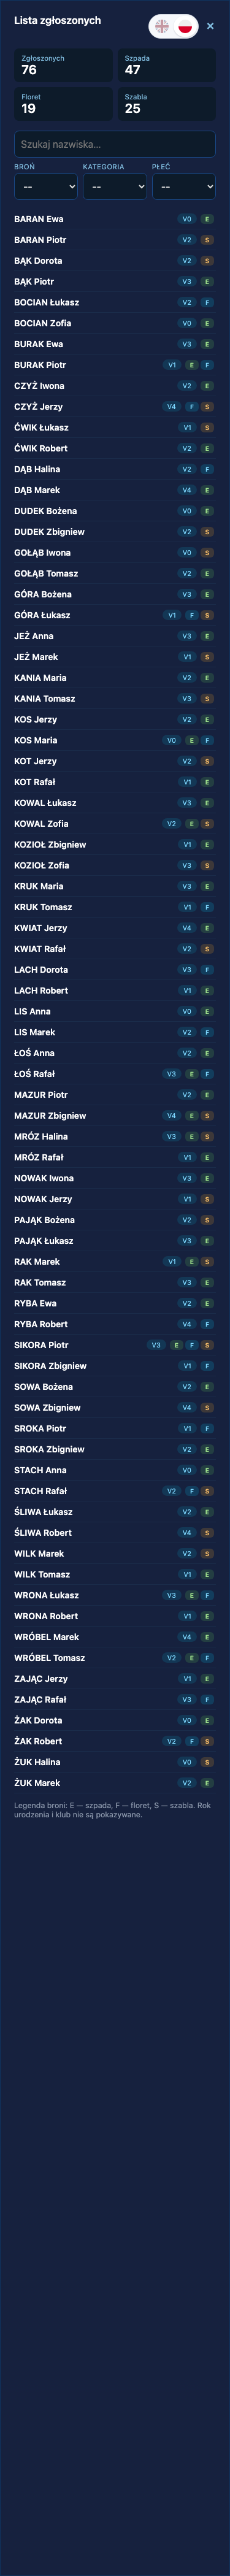 Lista zgłoszonych
×
Zgłoszonych
76
Szpada
47
Floret
19
Szabla
25
Szukaj nazwiska...
BROŃ KATEGORIA PŁEĆ
-- -- --
BARAN Ewa V0 E
BARAN Piotr V2 S
BĄK Dorota V2 S
BĄK Piotr V3 E
BOCIAN Łukasz V2 F
BOCIAN Zofia V0 E
BURAK Ewa V3 E
BURAK Piotr V1 E F
CZYŻ Iwona V2 E
CZYŻ Jerzy V4 F S
ĆWIK Łukasz V1 S
ĆWIK Robert V2 E
DĄB Halina V2 F
DĄB Marek V4 E
DUDEK Bożena V0 E
DUDEK Zbigniew V2 S
GOŁĄB Iwona V0 S
GOŁĄB Tomasz V2 E
GÓRA Bożena V3 E
GÓRA Łukasz V1 F S
JEŻ Anna V3 E
JEŻ Marek V1 S
KANIA Maria V2 E
KANIA Tomasz V3 S
KOS Jerzy V2 E
KOS Maria V0 E F
KOT Jerzy V2 S
KOT Rafał V1 E
KOWAL Łukasz V3 E
KOWAL Zofia V2 E S
KOZIOŁ Zbigniew V1 E
KOZIOŁ Zofia V3 S
KRUK Maria V3 E
KRUK Tomasz V1 F
KWIAT Jerzy V4 E
KWIAT Rafał V2 S
LACH Dorota V3 F
LACH Robert V1 E
LIS Anna V0 E
LIS Marek V2 F
ŁOŚ Anna V2 E
ŁOŚ Rafał V3 E F
MAZUR Piotr V2 E
MAZUR Zbigniew V4 E S
MRÓZ Halina V3 E S
MRÓZ Rafał V1 E
NOWAK Iwona V3 E
NOWAK Jerzy V1 S
PAJĄK Bożena V2 S
PAJĄK Łukasz V3 E
RAK Marek V1 E S
RAK Tomasz V3 E
RYBA Ewa V2 E
RYBA Robert V4 F
SIKORA Piotr V3 E F S
SIKORA Zbigniew V1 F
SOWA Bożena V2 E
SOWA Zbigniew V4 S
SROKA Piotr V1 F
SROKA Zbigniew V2 E
STACH Anna V0 E
STACH Rafał V2 F S
ŚLIWA Łukasz V2 E
ŚLIWA Robert V4 S
WILK Marek V2 S
WILK Tomasz V1 E
WRONA Łukasz V3 E F
WRONA Robert V1 E
WRÓBEL Marek V4 E
WRÓBEL Tomasz V2 E F
ZAJĄC Jerzy V1 E
ZAJĄC Rafał V3 F
ŻAK Dorota V0 E
ŻAK Robert V2 F S
ŻUK Halina V0 S
ŻUK Marek V2 E
Legenda broni: E — szpada, F — floret, S — szabla. Rok
urodzenia i klub nie są pokazywane.